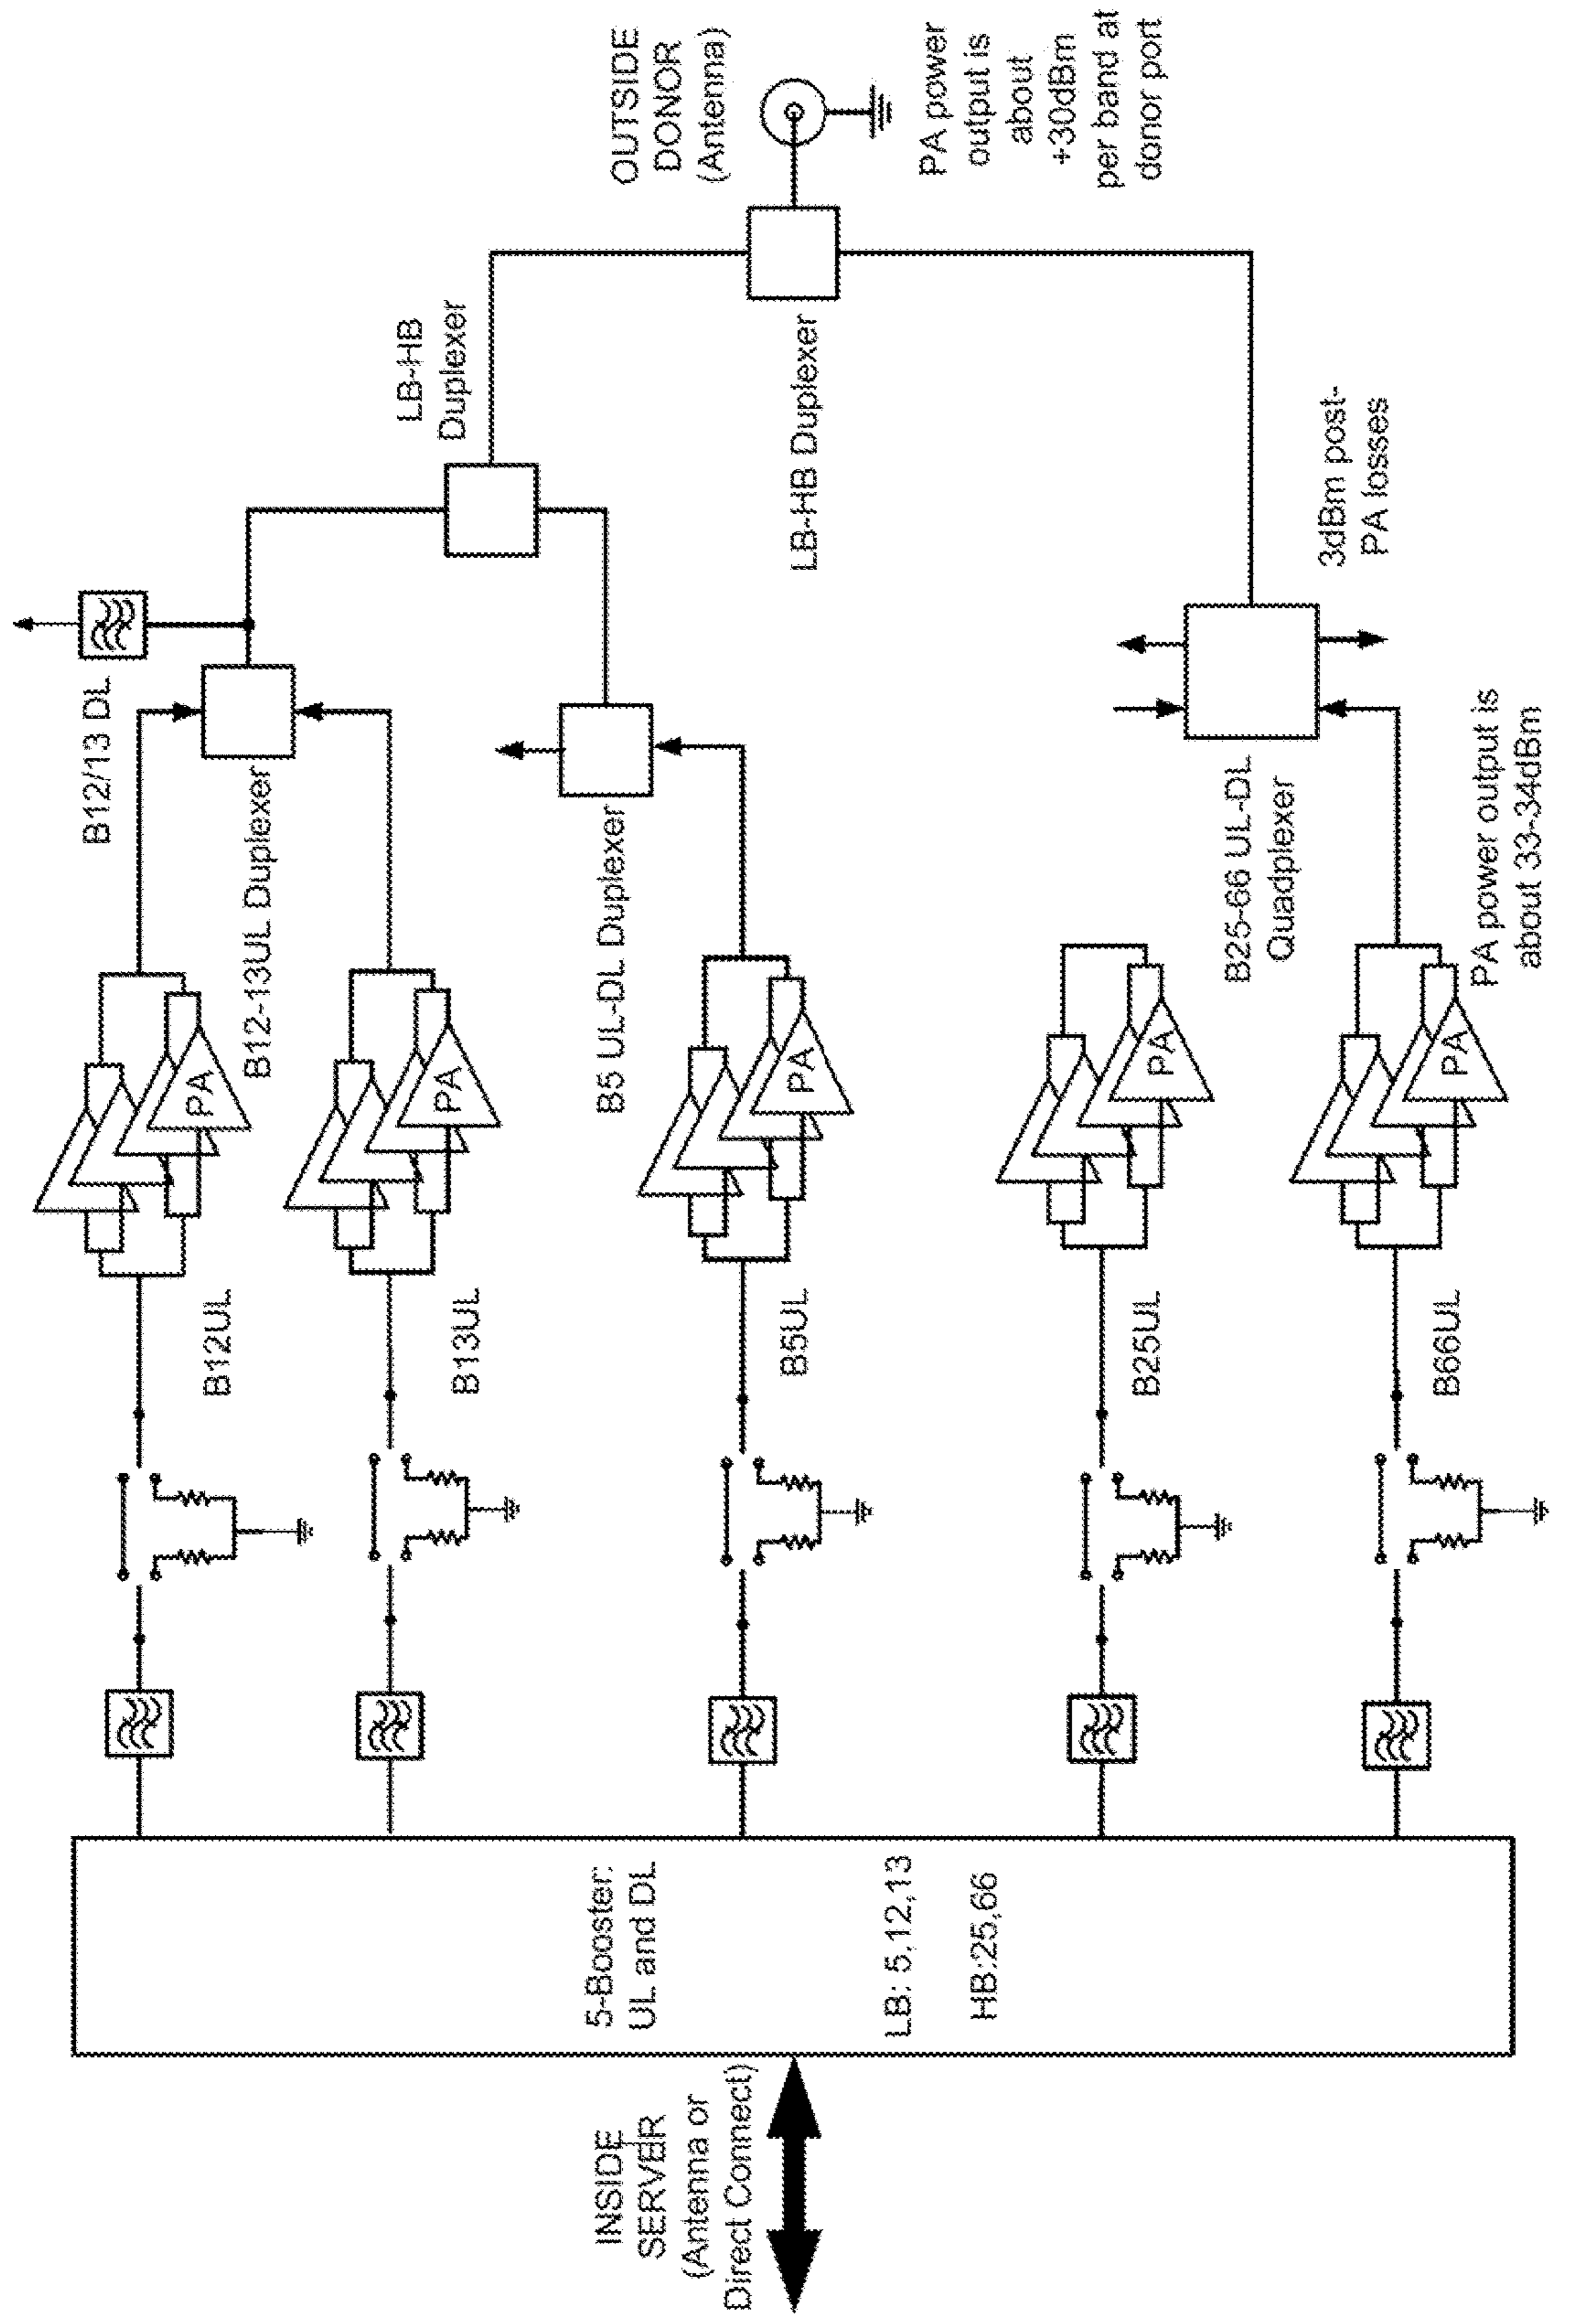 INSIDE
SERVER
(Antenna or
Direct Connect)
5-Booster:
UL and DL
LB: 5,12,13
HB:25,66
B12UL
B13UL
B5UL
B25UL
B66UL
PA
PA
PA
PA
PA
B12/13 DL
B12-13UL Duplexer
B5 UL-DL Duplexer
B25-66 UL-DL
Quadplexer
PA power output is
about 33-34dBm
LB-HB
Duplexer
LB-HB Duplexer
3dBm post-
PA losses
OUTSIDE
DONOR
(Antenna)
PA power
output is
about
+30dBm
per band at
donor port